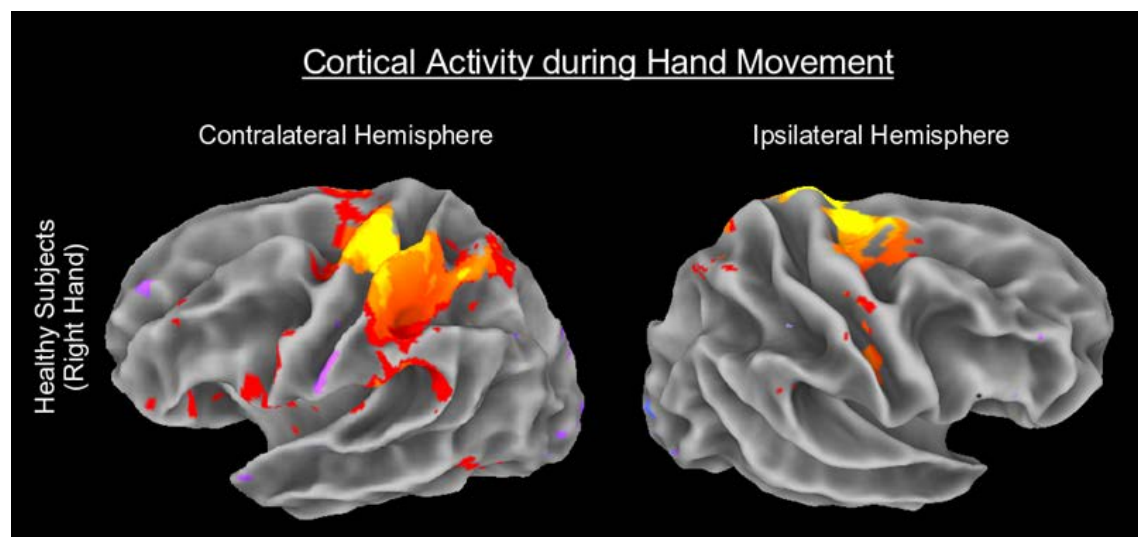 Cortical Activity during Hand Movement
Contralateral Hemisphere
Ipsilateral Hemisphere
Healthy Subjects
(Right Hand)